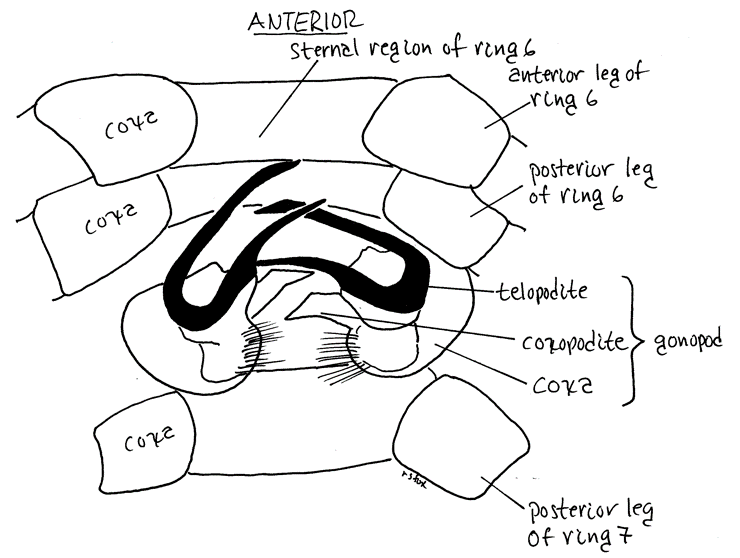 ANTERIOR
sternal region of ring 6
anterior leg of
ring 6
coxa
posterior leg
of ring 6
coxa
telopodite
coxopodite
gonopod
coxa
coxa
rsfox
posterior leg
of ring 7